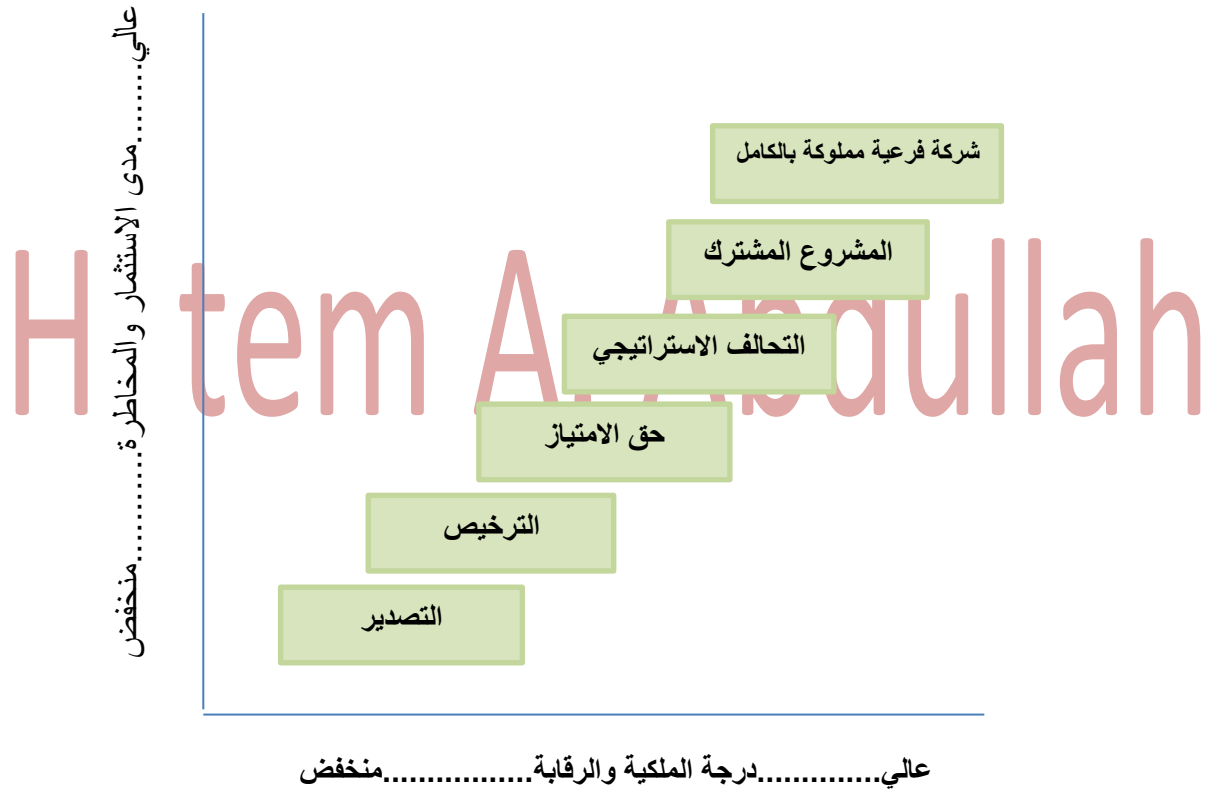 عالي........مدى الاستثمار والمخاطرة...........منخفض
شركة فرعية مملوكة بالكامل
المشروع المشترك
التحالف الاستراتيجي
حق الامتياز
الترخيص
التصدير
H tem A Abdullah
عالي..............درجة الملكية والرقابة.................منخفض